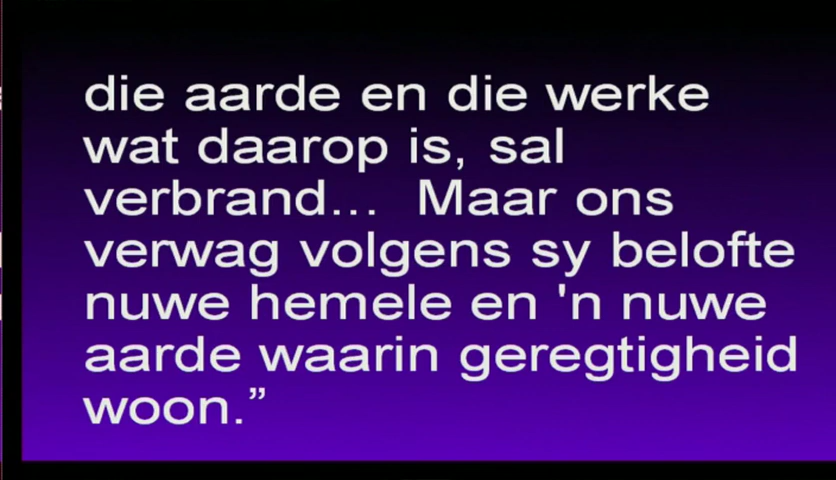 die aarde en die werke
wat daarop is, sal
verbrand...  Maar ons
verwag volgens sy belofte
nuwe hemele en 'n nuwe
aarde waarin geregtigheid
woon.”